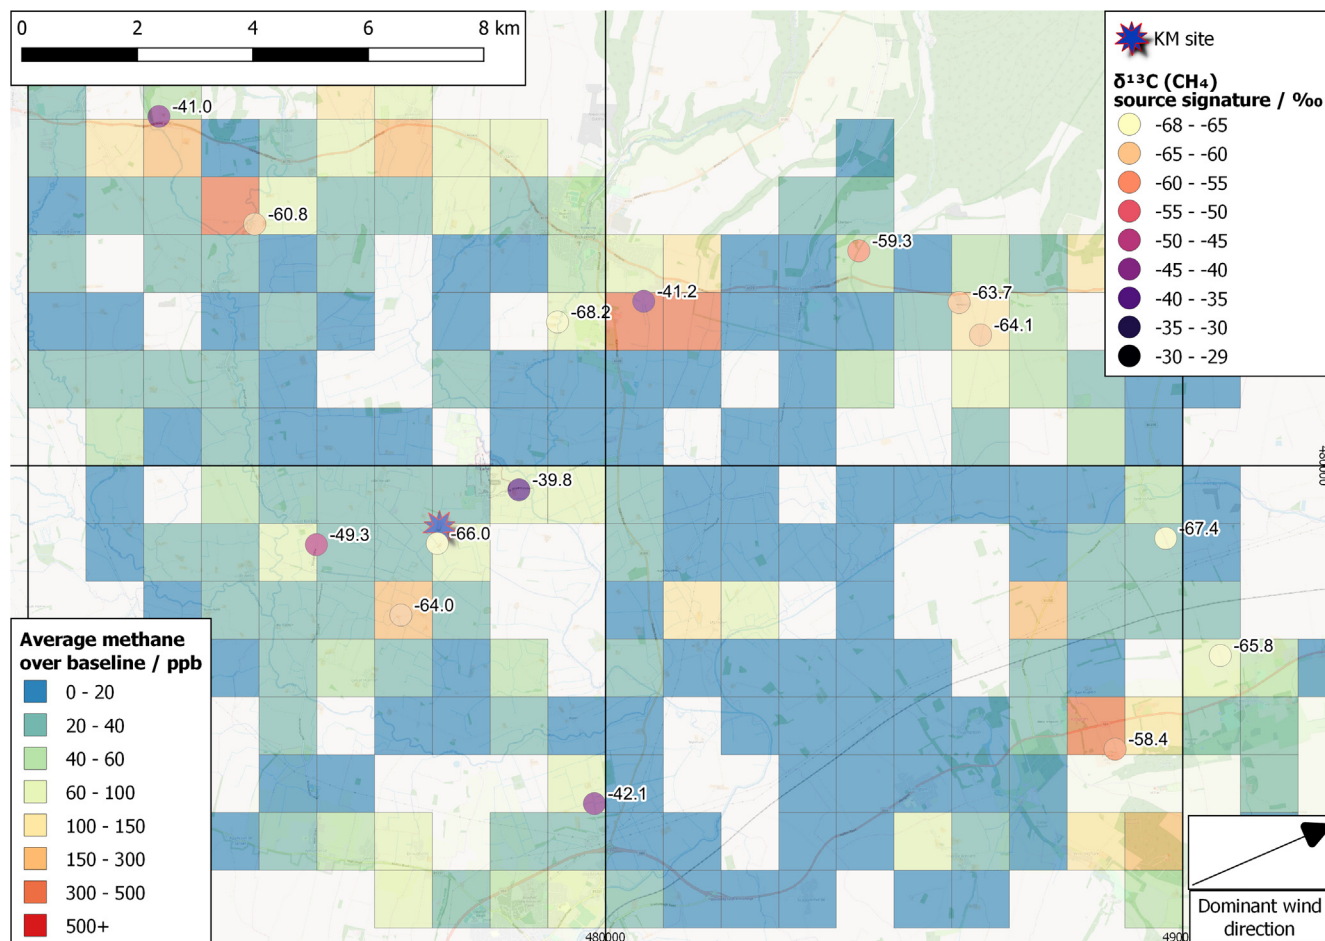 0 2 4 6 8 km
KM site
δ¹³C (CH₄)
source signature / ‰
-68 - -65
-65 - -60
-60 - -55
-55 - -50
-50 - -45
-45 - -40
-40 - -35
-35 - -30
-30 - -29
-41.0
-60.8
-59.3
-41.2
-63.7
-68.2
-64.1
480000
-39.8
-49.3
-66.0
-67.4
-64.0
-65.8
-58.4
-42.1
Average methane
over baseline / ppb
0 - 20
20 - 40
40 - 60
60 - 100
100 - 150
150 - 300
300 - 500
500+
Dominant wind
direction
480000